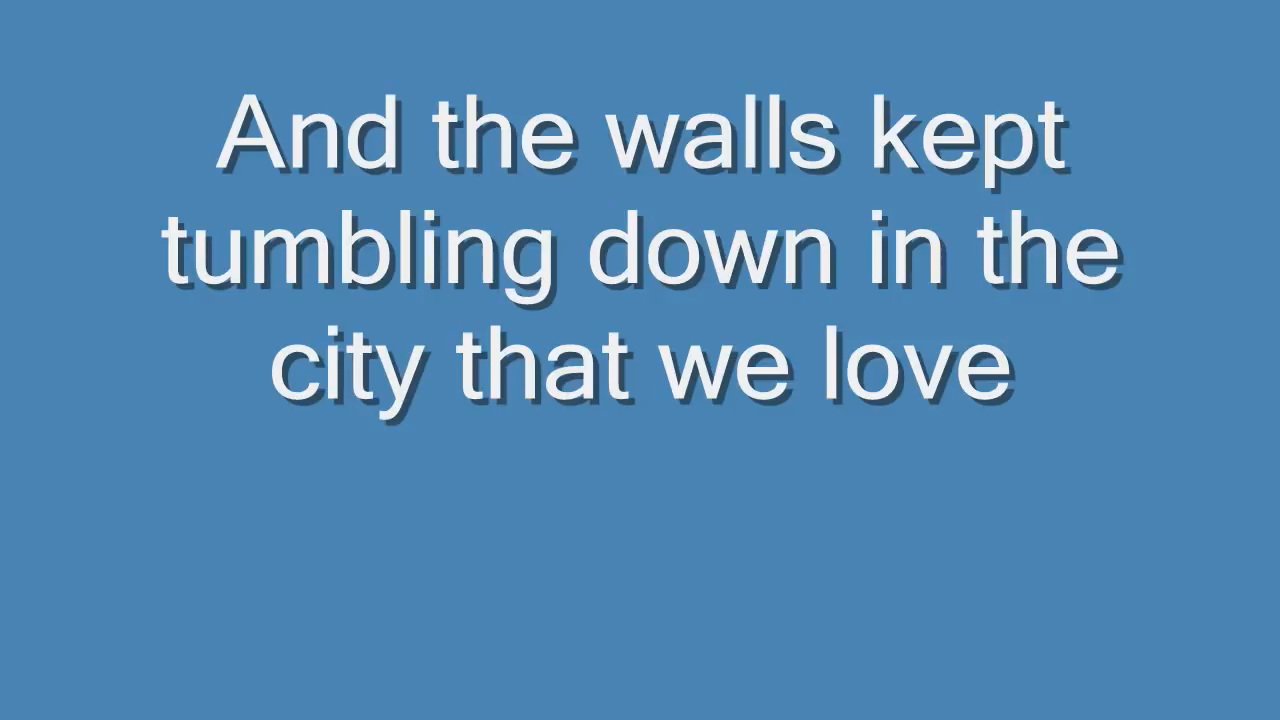 And the walls kept
tumbling down in the
city that we love